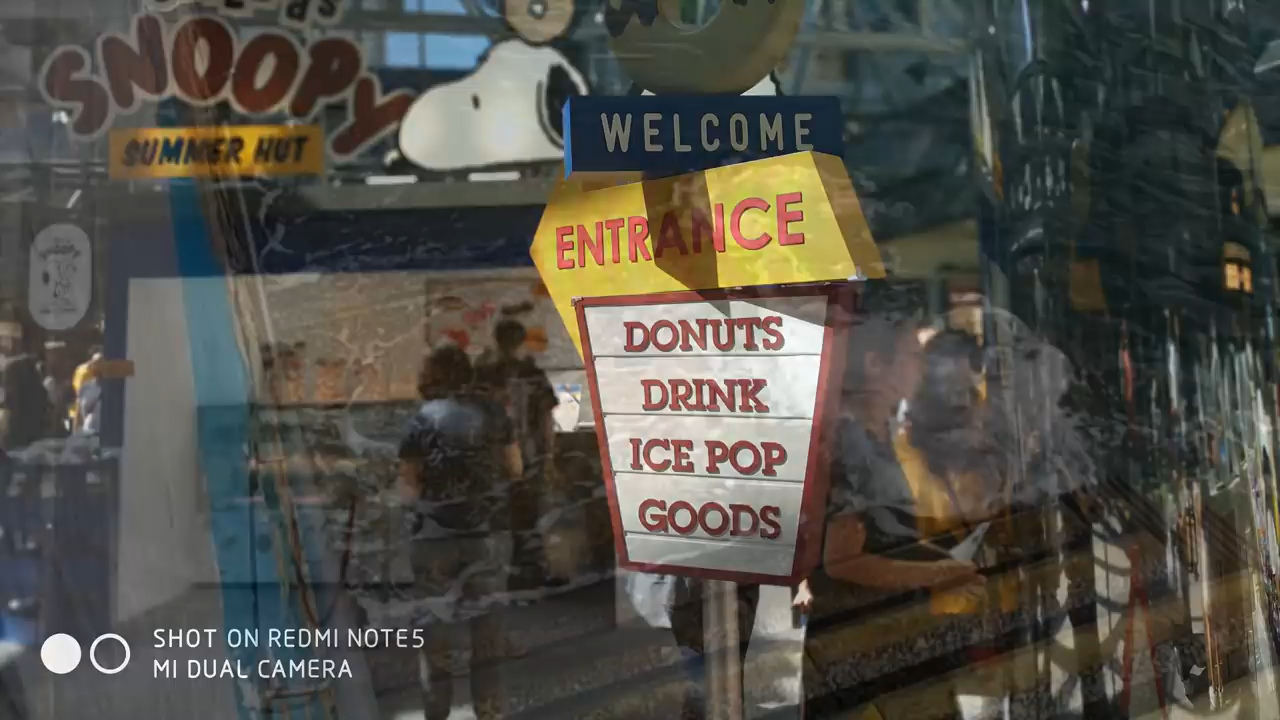 SNOOPY
SUMMER HUT
WELCOME
ENTRANCE
DONUTS
DRINK
ICE POP
GOODS
SHOT ON REDMI NOTE5
MI DUAL CAMERA